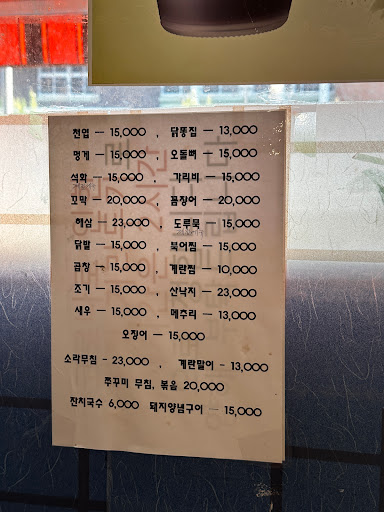 천엽 — 15,000 , 닭똥집 — 13,000
멍게 — 15,000 , 오돌뼈 — 15,000
석화 — 15,000 , 가리비 — 15,000
꼬막 — 20,000 , 꼼장어 — 20,000
해삼 — 23,000 , 도루묵 — 15,000
닭발 — 15,000 , 북어찜 — 15,000
곱창 — 15,000 , 계란찜 — 10,000
조기 — 15,000 , 산낙지 — 23,000
새우 — 15,000 , 메추리 — 13,000
오징어 — 15,000
소라무침 - 23,000 , 계란말이 - 13,000
쭈꾸미 무침, 볶음 20,000
잔치국수 6,000 돼지양념구이 — 15,000